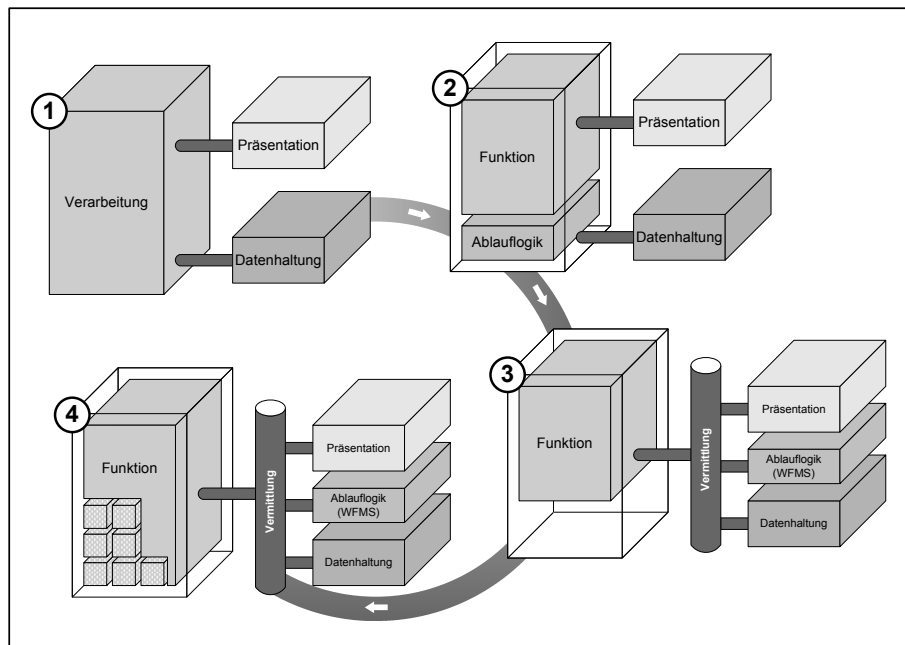 1
Präsentation
Verarbeitung
Datenhaltung
2
Präsentation
Funktion
Ablauflogik
Datenhaltung
3
Funktion
Vermittlung
Präsentation
Ablauflogik
(WFMS)
Datenhaltung
4
Funktion
Vermittlung
Präsentation
Ablauflogik
(WFMS)
Datenhaltung